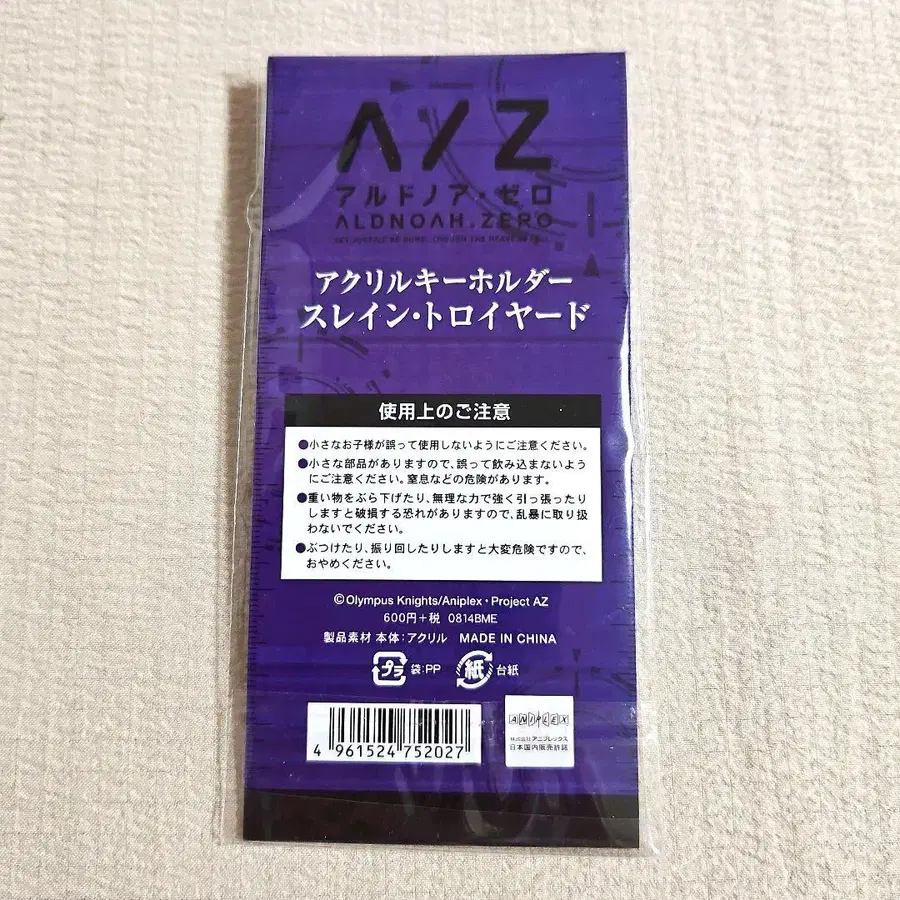 A/Z
アルドノア・ゼロ
ALDNOAH.ZERO
アクリルキーホルダー
スレイン・トロイヤード
使用上のご注意
●小さなお子様が誤って使用しないようにご注意ください。
●小さな部品がありますので、誤って飲み込まないよう
にご注意ください。窒息などの危険があります。
●重い物をぶら下げたり、無理な力で強く引っ張ったり
しますと破損する恐れがありますので、乱暴に取り扱
わないでください。
●ぶつけたり、振り回したりしますと大変危険ですので、
おやめください。
©Olympus Knights/Aniplex・Project AZ
600円+税 0814BME
製品素材 本体:アクリル MADE IN CHINA
プラ 袋:PP 紙 台紙
4 961524 752027
ANIPLEX
株式会社アニプレックス
日本国内販売許諾